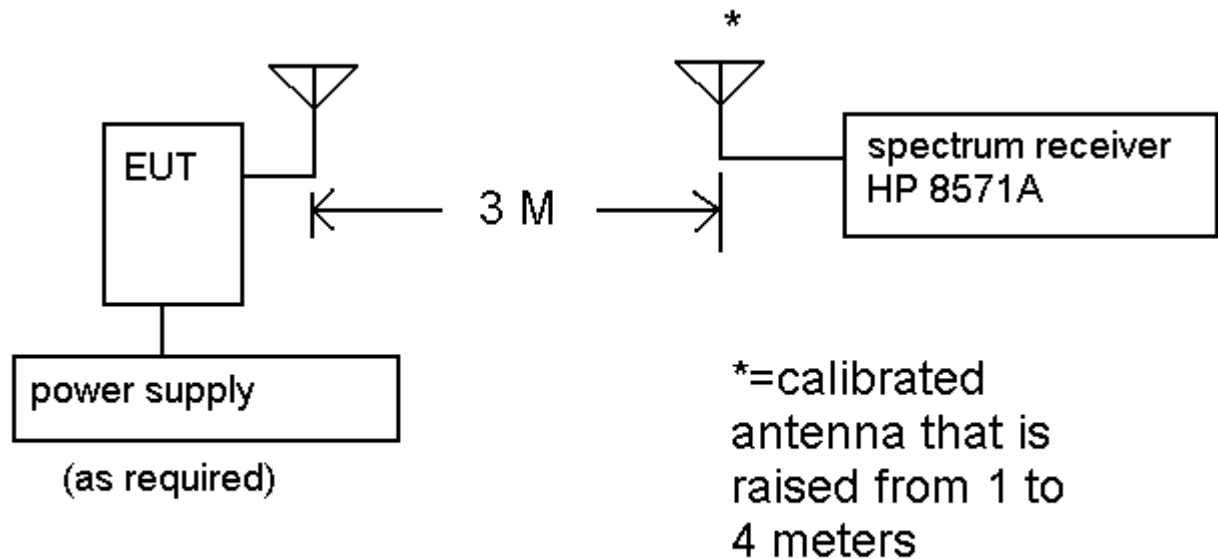 *
EUT
spectrum receiver
HP 8571A
3 M
power supply
(as required)
*=calibrated
antenna that is
raised from 1 to
4 meters